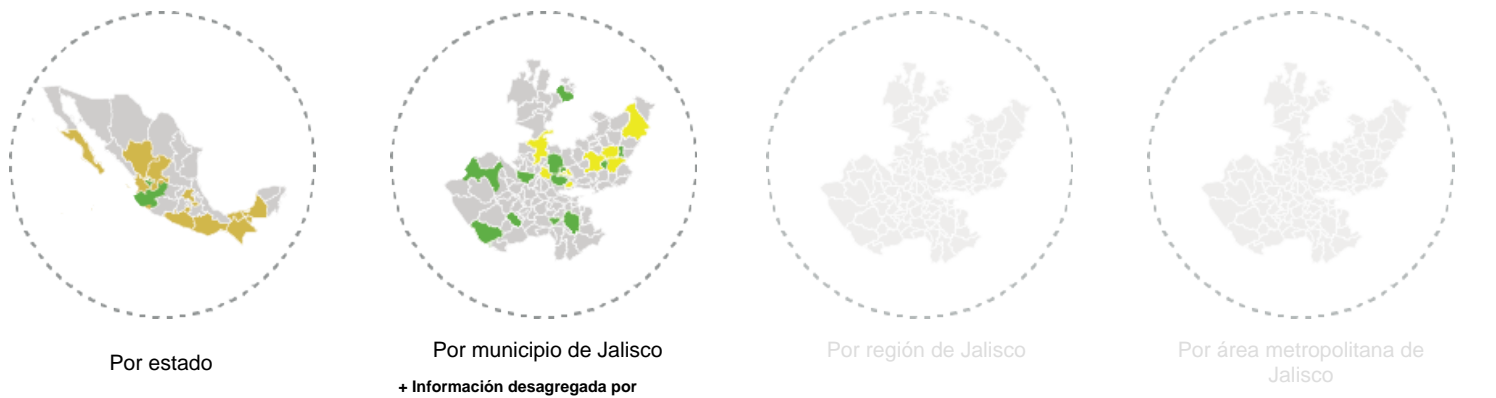 Por estado
Por municipio de Jalisco
+ Información desagregada por
Por región de Jalisco
Por área metropolitana de
Jalisco